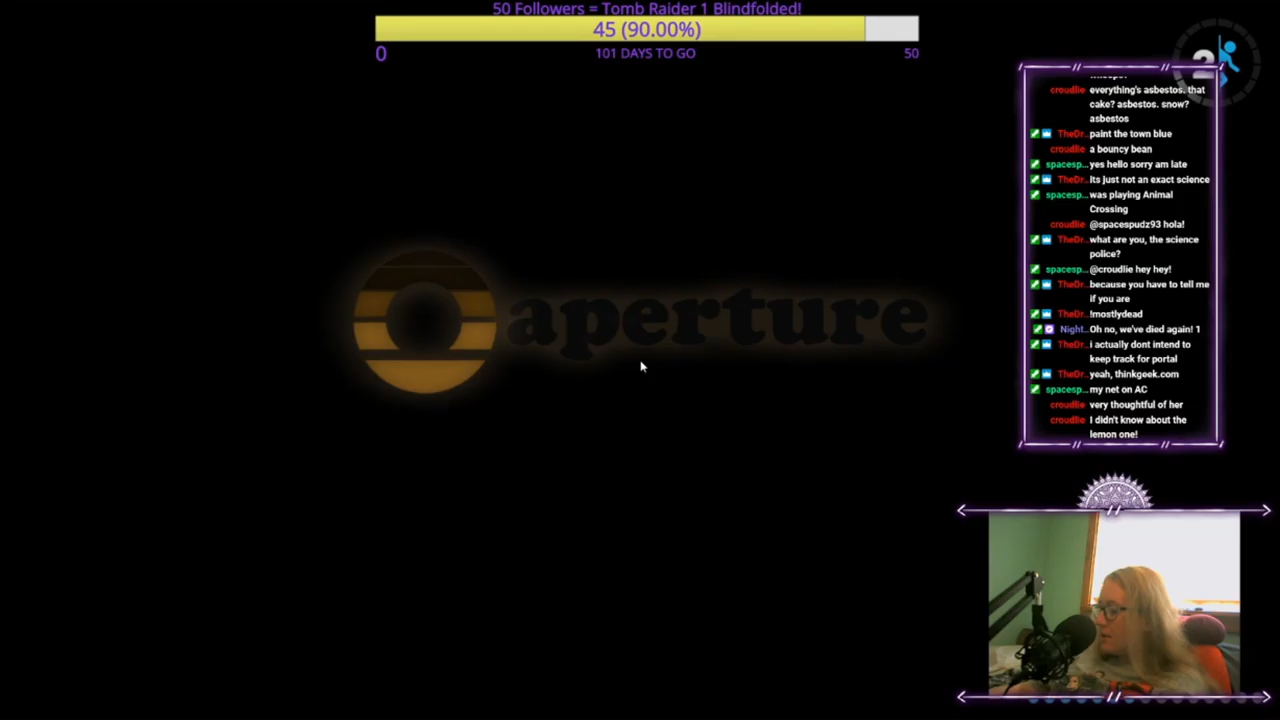 50 Followers = Tomb Raider 1 Blindfolded!
45 (90.00%)
0
101 DAYS TO GO
50
2
aperture
croudlie everything's asbestos. that
cake? asbestos. snow?
asbestos
TheDr... paint the town blue
croudlie a bouncy bean
spacesp... yes hello sorry am late
TheDr... its just not an exact science
spacesp... was playing Animal
Crossing
croudlie @spacespudz93 hola!
TheDr... what are you, the science
police?
spacesp... @croudlie hey hey!
TheDr... because you have to tell me
if you are
TheDr... !mostlydead
Night... Oh no, we've died again! 1
TheDr... i actually dont intend to
keep track for portal
TheDr... yeah, thinkgeek.com
spacesp... my net on AC
croudlie very thoughtful of her
croudlie I didn't know about the
lemon one!